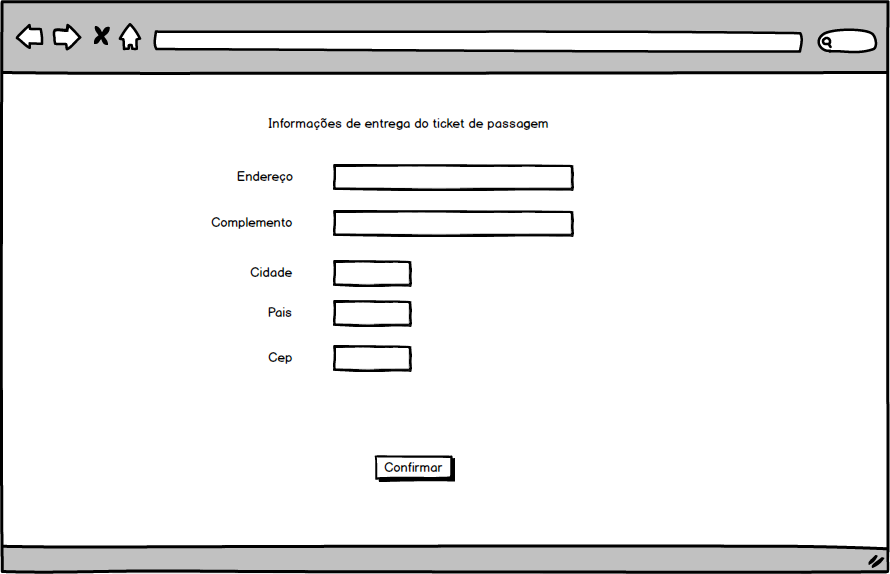 Informações de entrega do ticket de passagem
Endereço
Complemento
Cidade
Pais
Cep
Confirmar